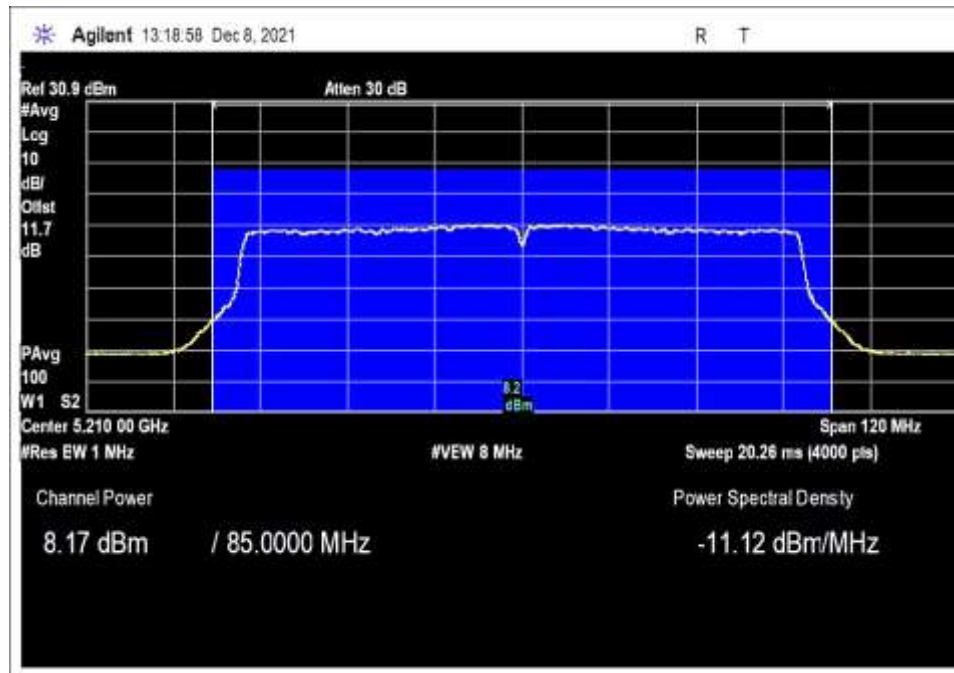 Agilent 13:18:58 Dec 8, 2021 R T
Ref 30.9 dBm Atten 30 dB
#Avg
Log
10
dB/
Offst
11.7
dB
PAvg
100
W1 S2
8.2
dBm
Center 5.210 00 GHz Span 120 MHz
#Res BW 1 MHz #VBW 8 MHz Sweep 20.26 ms (4000 pts)
Channel Power Power Spectral Density
8.17 dBm / 85.0000 MHz -11.12 dBm/MHz